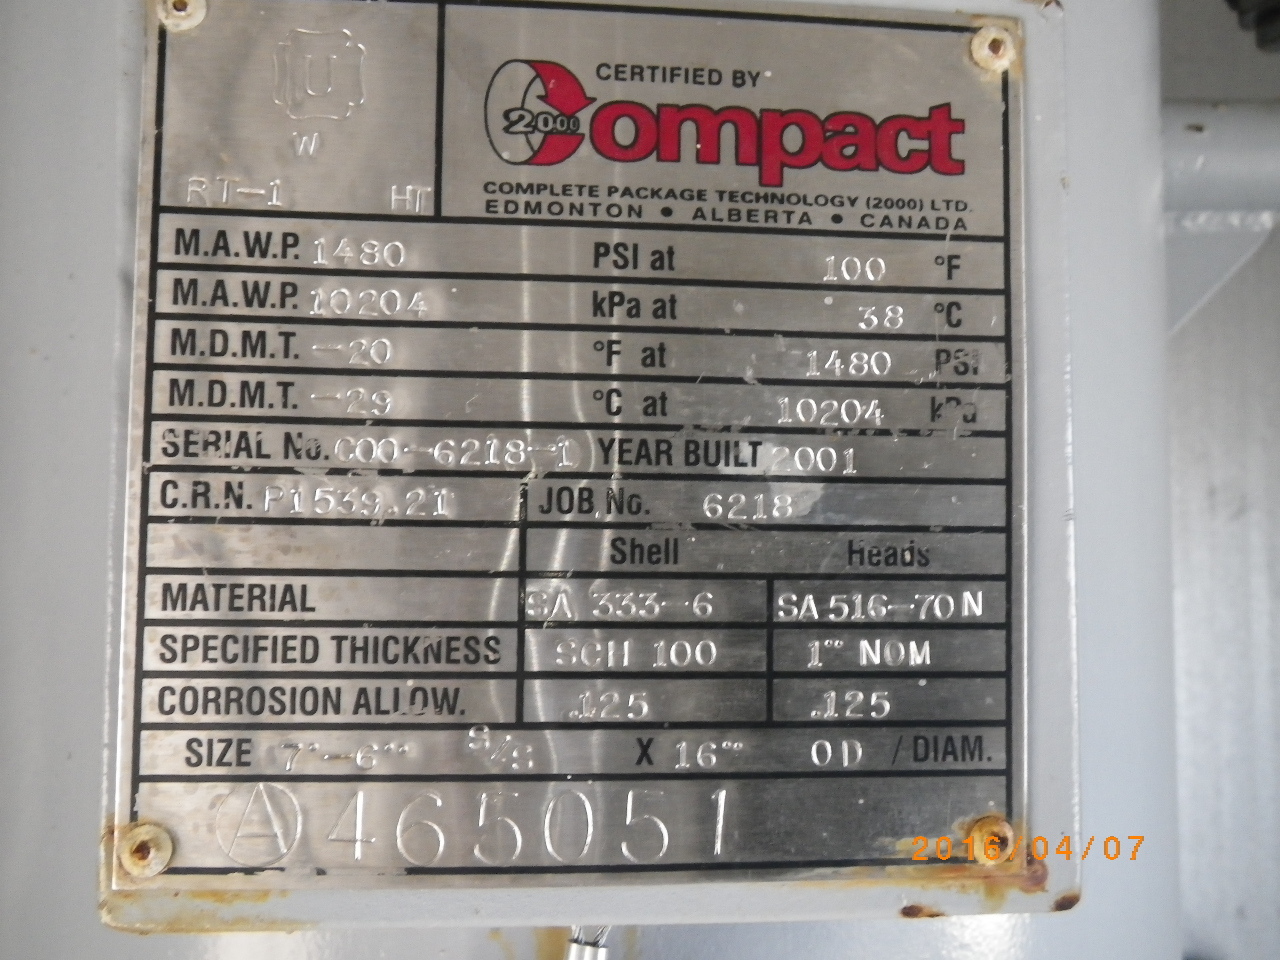 U
W
RT-1 HT
CERTIFIED BY
2000 Compact
COMPLETE PACKAGE TECHNOLOGY (2000) LTD.
EDMONTON • ALBERTA • CANADA
M.A.W.P. 1480 PSI at 100 °F
M.A.W.P. 10204 kPa at 38 °C
M.D.M.T. -20 °F at 1480 PSI
M.D.M.T. -29 °C at 10204 kPa
SERIAL No. COO-6218-1 YEAR BUILT 2001
C.R.N. P1539.21 JOB No. 6218
Shell Heads
MATERIAL SA 333-6 SA 516-70 N
SPECIFIED THICKNESS SCH 100 1" NOM
CORROSION ALLOW. .125 .125
SIZE 7'-6" S/S X 16" OD / DIAM.
A 465051
2016/04/07